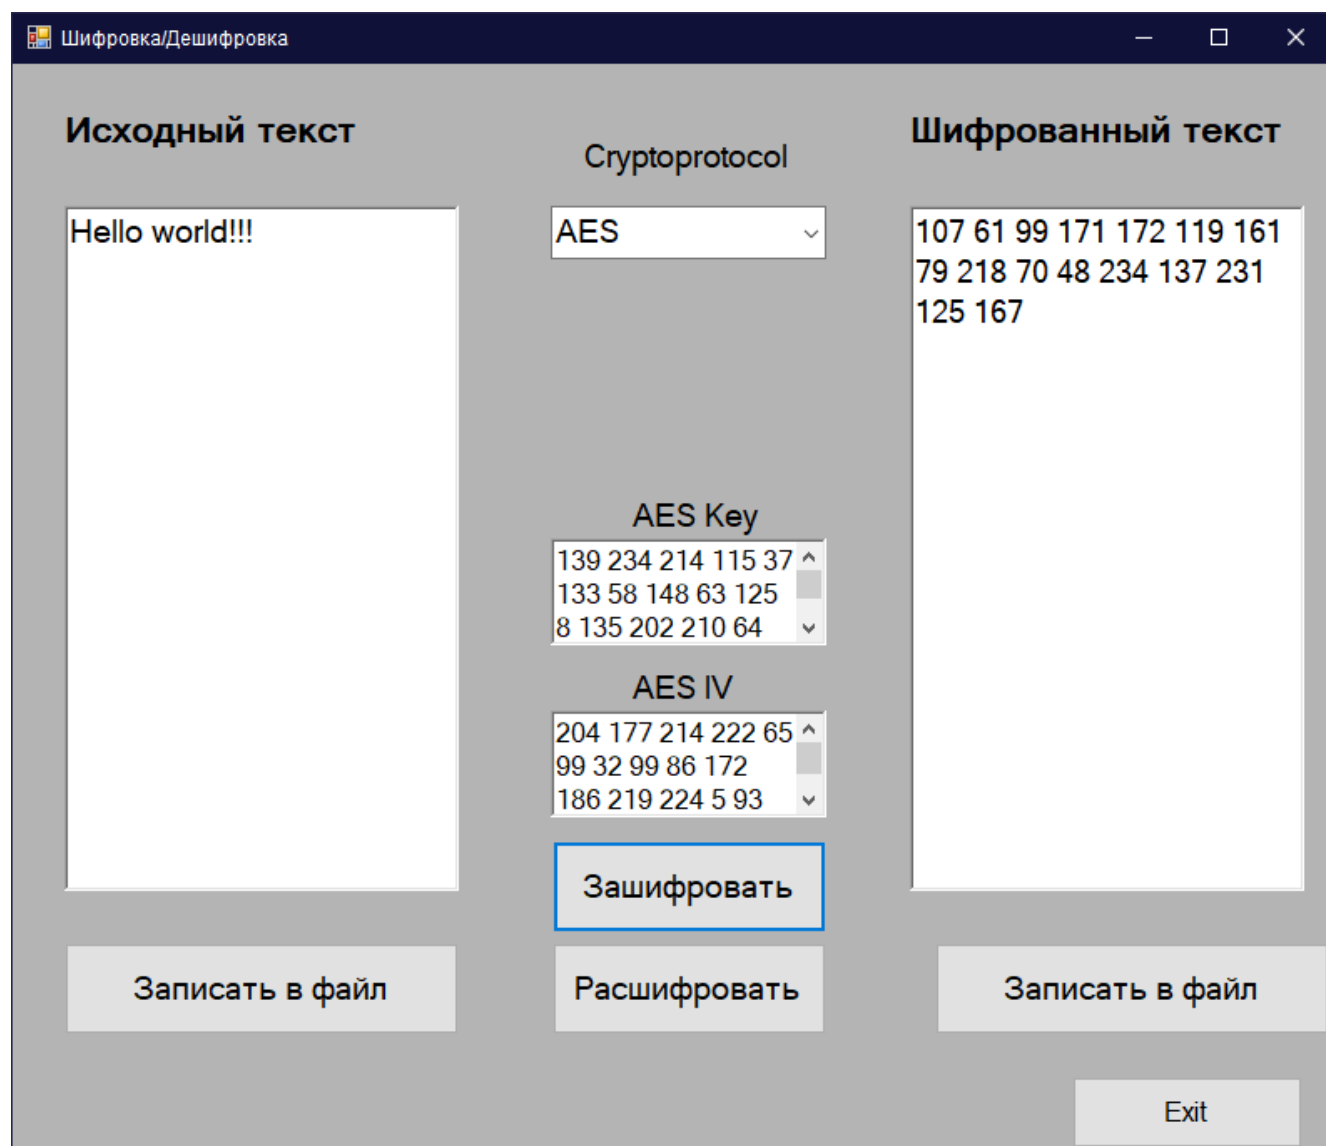 Шифровка/Дешифровка
Исходный текст
Cryptoprotocol
Шифрованный текст
Hello world!!!
AES
107 61 99 171 172 119 161
79 218 70 48 234 137 231
125 167
AES Key
139 234 214 115 37
133 58 148 63 125
8 135 202 210 64
AES IV
204 177 214 222 65
99 32 99 86 172
186 219 224 5 93
Зашифровать
Записать в файл
Расшифровать
Записать в файл
Exit